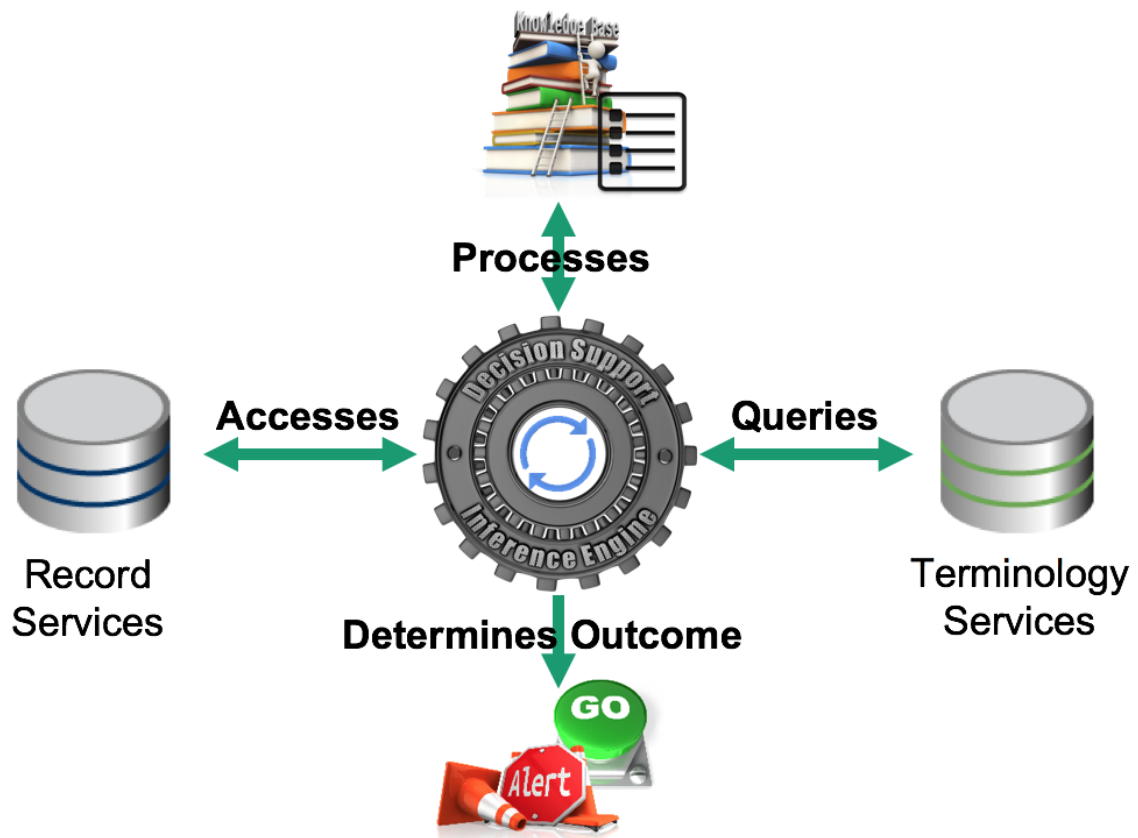 Knowledge Base
Processes
Decision Support
Accesses
Queries
Inference Engine
Record
Services
Terminology
Services
Determines Outcome
GO
Alert